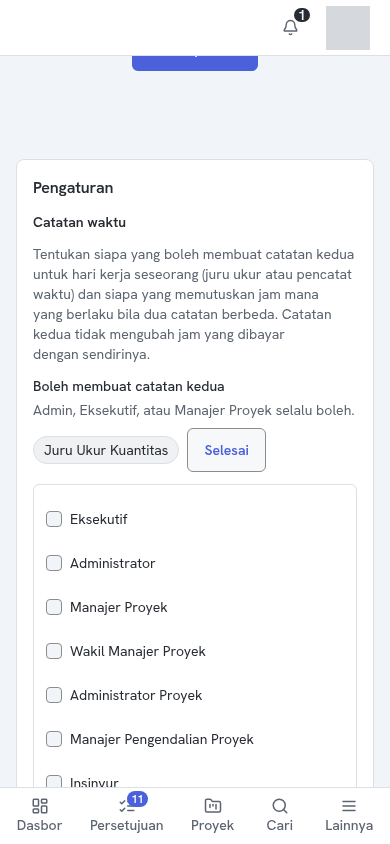 1
Pengaturan
Catatan waktu
Tentukan siapa yang boleh membuat catatan kedua
untuk hari kerja seseorang (juru ukur atau pencatat
waktu) dan siapa yang memutuskan jam mana
yang berlaku bila dua catatan berbeda. Catatan
kedua tidak mengubah jam yang dibayar
dengan sendirinya.
Boleh membuat catatan kedua
Admin, Eksekutif, atau Manajer Proyek selalu boleh.
Juru Ukur Kuantitas
Selesai
Eksekutif
Administrator
Manajer Proyek
Wakil Manajer Proyek
Administrator Proyek
Manajer Pengendalian Proyek
Insinyur
11
Dasbor
Persetujuan
Proyek
Cari
Lainnya